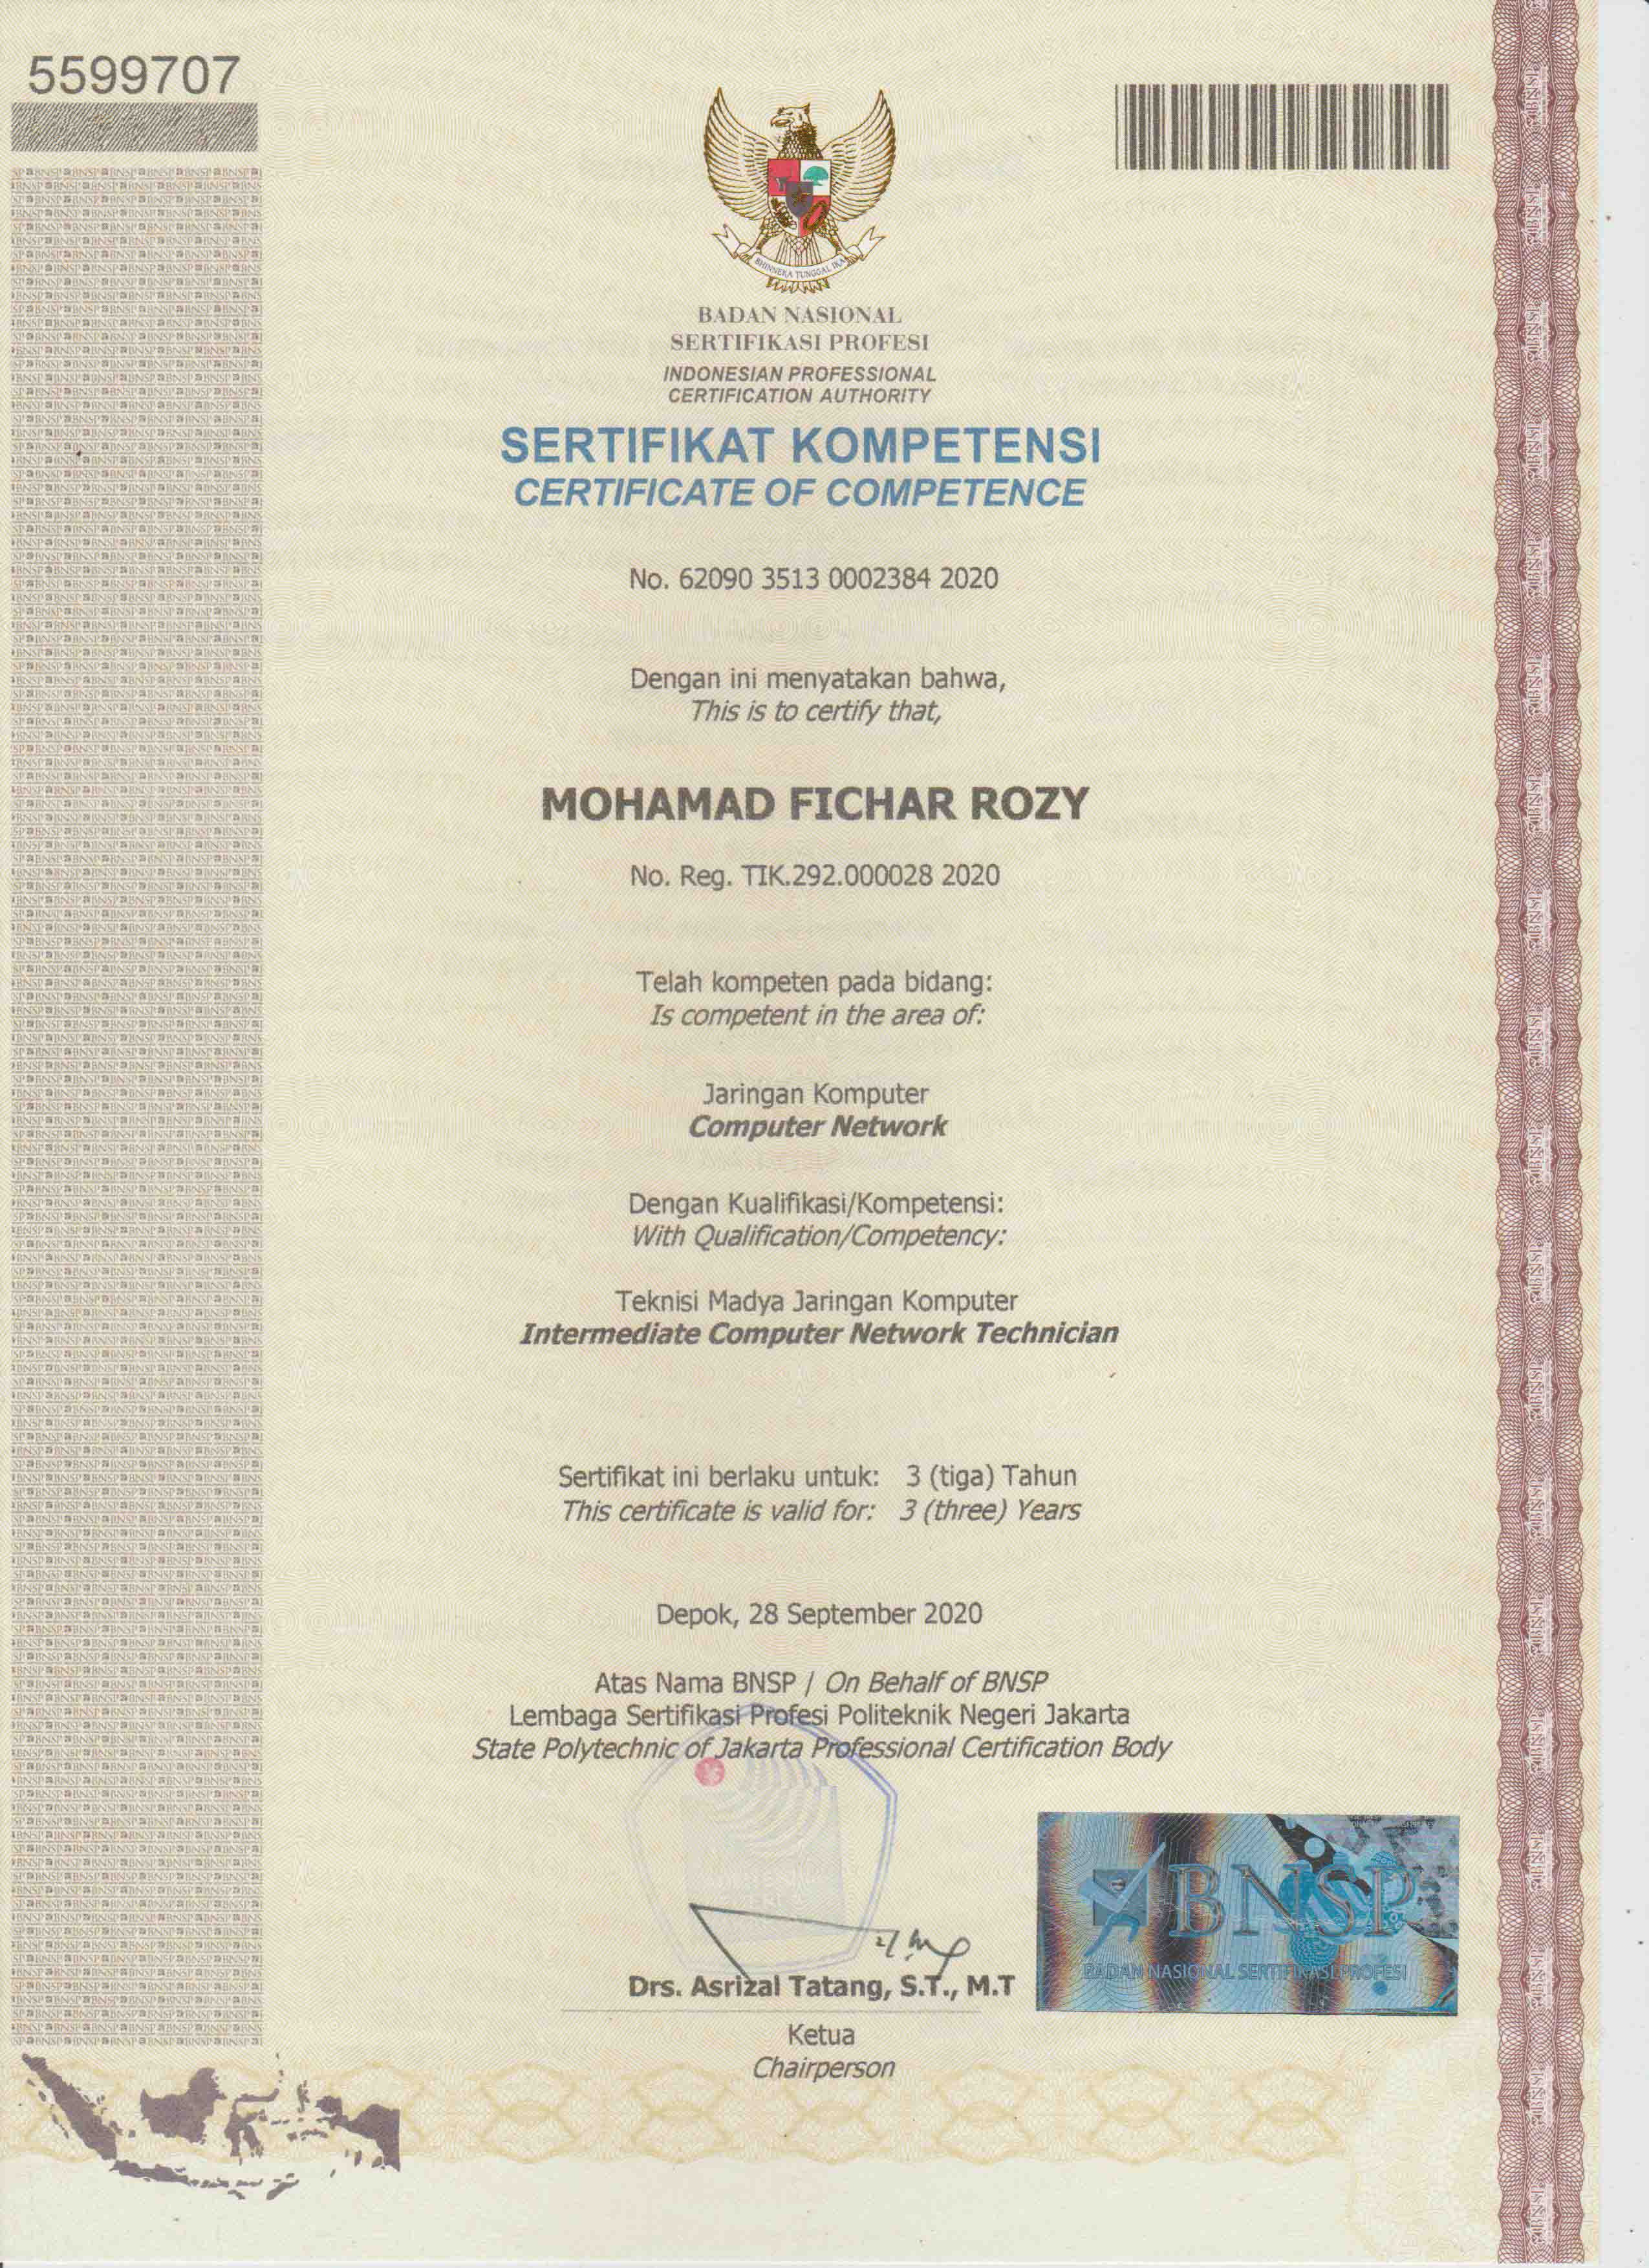 5599707
BHINNEKA TUNGGAL IKA
BADAN NASIONAL
SERTIFIKASI PROFESI
INDONESIAN PROFESSIONAL
CERTIFICATION AUTHORITY
SERTIFIKAT KOMPETENSI
CERTIFICATE OF COMPETENCE
No. 62090 3513 0002384 2020
Dengan ini menyatakan bahwa,
This is to certify that,
MOHAMAD FICHAR ROZY
No. Reg. TIK.292.000028 2020
Telah kompeten pada bidang:
Is competent in the area of:
Jaringan Komputer
Computer Network
Dengan Kualifikasi/Kompetensi:
With Qualification/Competency:
Teknisi Madya Jaringan Komputer
Intermediate Computer Network Technician
Sertifikat ini berlaku untuk: 3 (tiga) Tahun
This certificate is valid for: 3 (three) Years
Depok, 28 September 2020
Atas Nama BNSP / On Behalf of BNSP
Lembaga Sertifikasi Profesi Politeknik Negeri Jakarta
State Polytechnic of Jakarta Professional Certification Body
BNSP
BADAN NASIONAL SERTIFIKASI PROFESI
Drs. Asrizal Tatang, S.T., M.T
Ketua
Chairperson